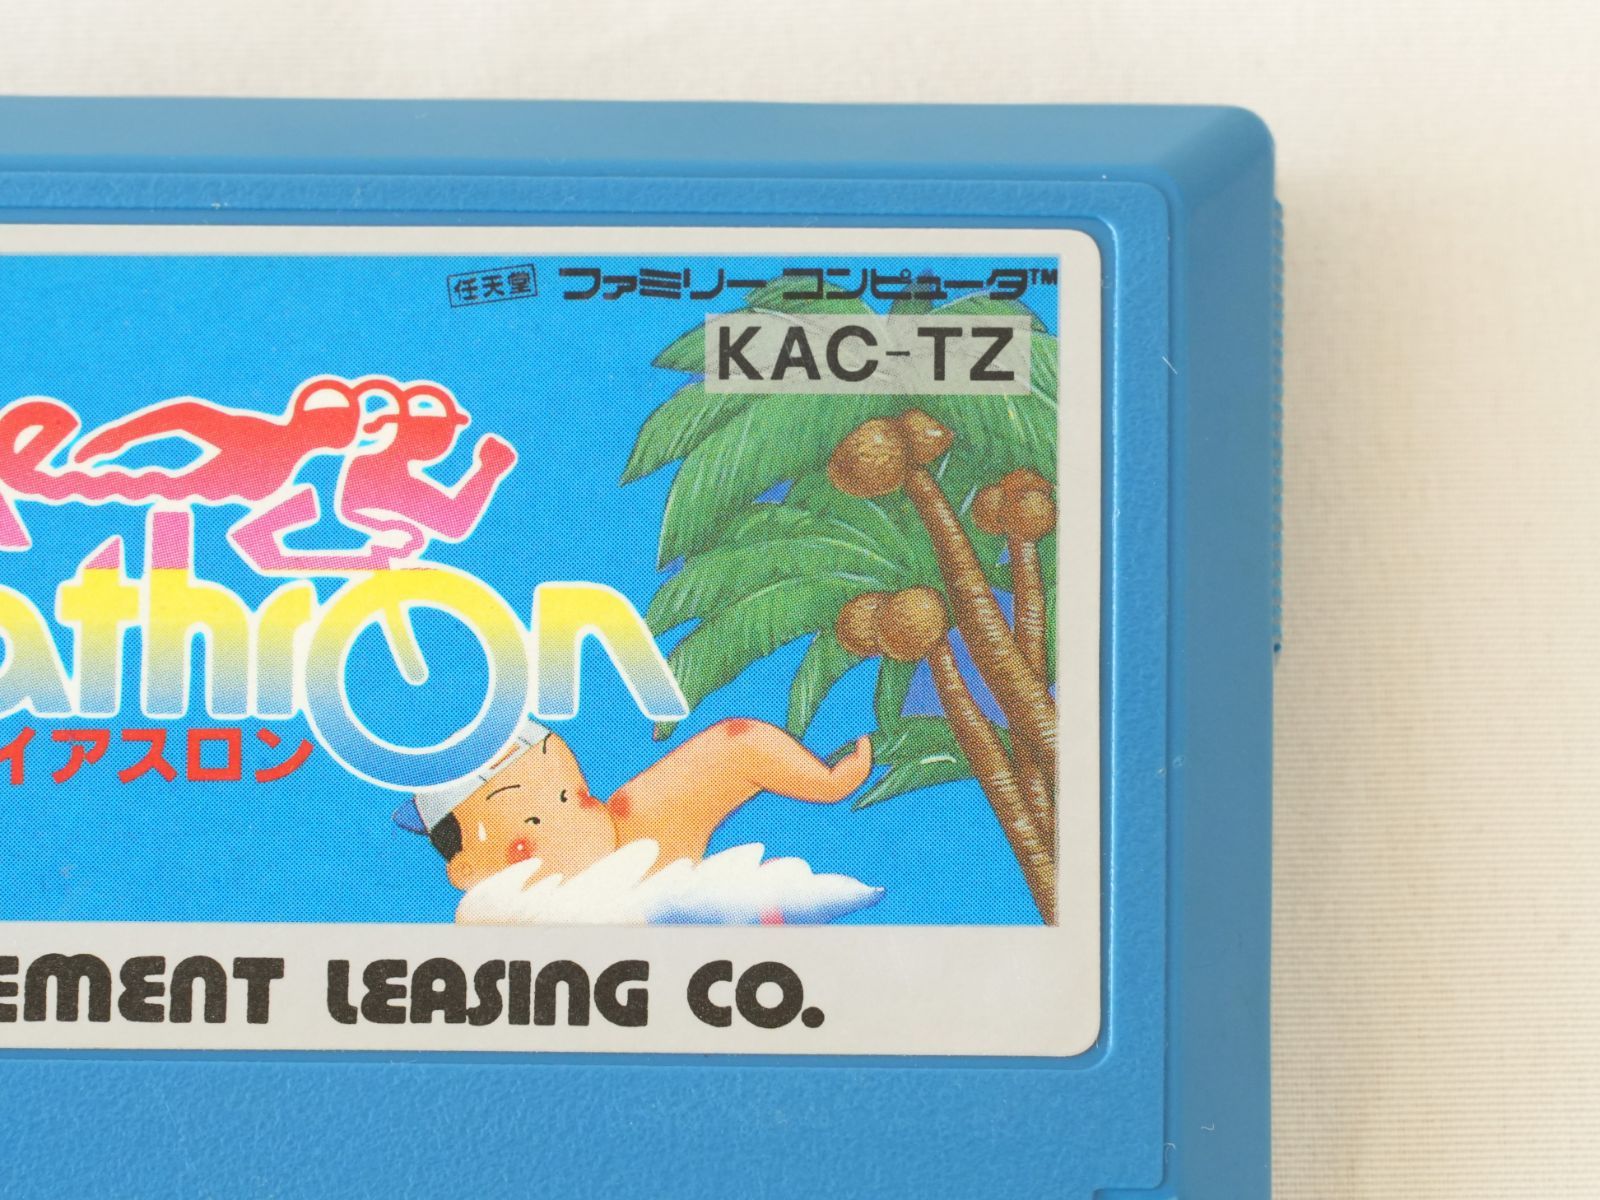 任天堂 ファミリーコンピュータ™
KAC-TZ
e
athron
イアスロン
EMENT LEASING CO.